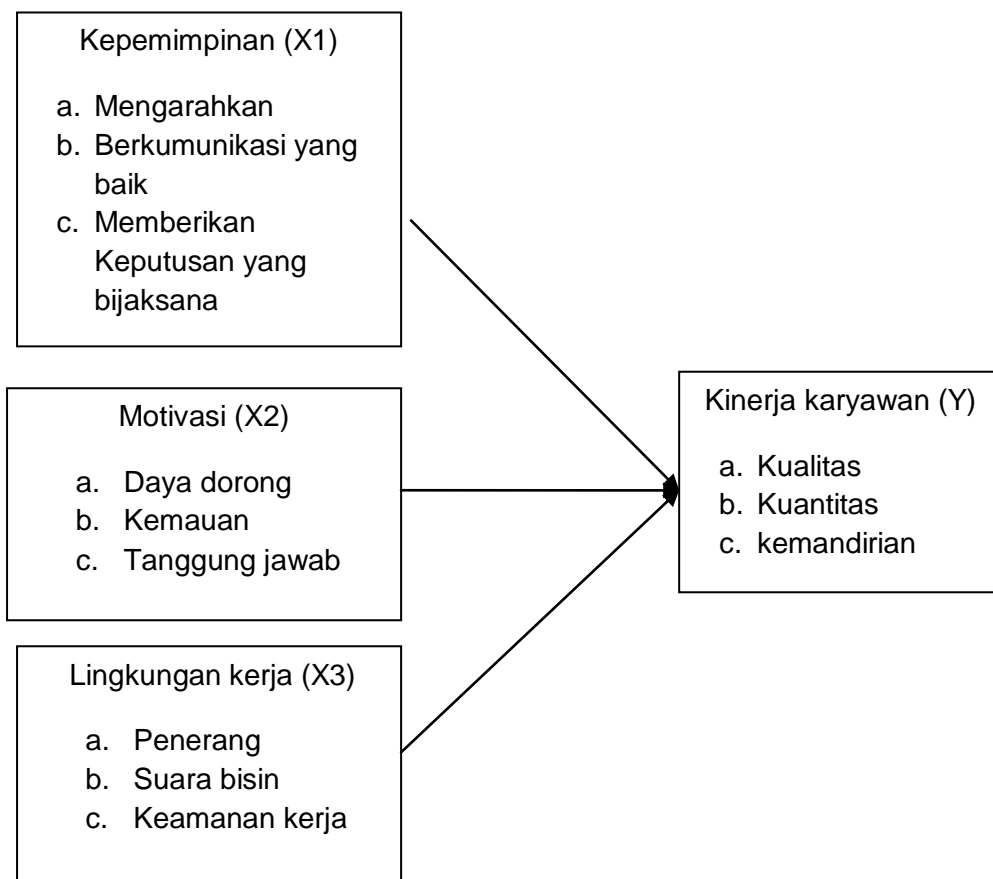 Kepemimpinan (X1)
a. Mengarahkan
b. Berkumunikasi yang
baik
c. Memberikan
Keputusan yang
bijaksana
Motivasi (X2)
a. Daya dorong
b. Kemauan
c. Tanggung jawab
Lingkungan kerja (X3)
a. Penerang
b. Suara bisin
c. Keamanan kerja
Kinerja karyawan (Y)
a. Kualitas
b. Kuantitas
c. kemandirian